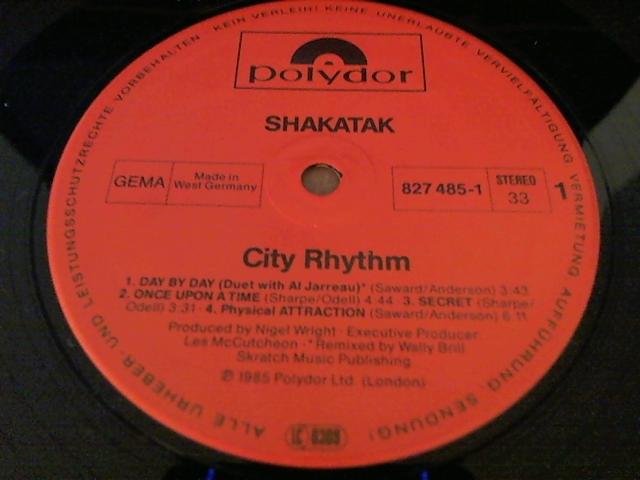 ALLE URHEBER- UND LEISTUNGSSCHUTZRECHTE VORBEHALTEN · KEIN VERLEIH! KEINE UNERLAUBTE VERVIELFÄLTIGUNG, VERMIETUNG, AUFFÜHRUNG, SENDUNG!
polydor
SHAKATAK
GEMA
Made in
West Germany
827 485-1
STEREO
33
1
City Rhythm
1. DAY BY DAY (Duet with Al Jarreau)* (Saward/Anderson) 3:43
2. ONCE UPON A TIME (Sharpe/Odell) 4:44 · 3. SECRET (Sharpe/
Odell) 3:31 · 4. Physical ATTRACTION (Saward/Anderson) 6:11
Produced by Nigel Wright · Executive Producer:
Les McCutcheon · * Remixed by Wally Brill
Skratch Music Publishing
℗ 1985 Polydor Ltd. (London)
LC 0309